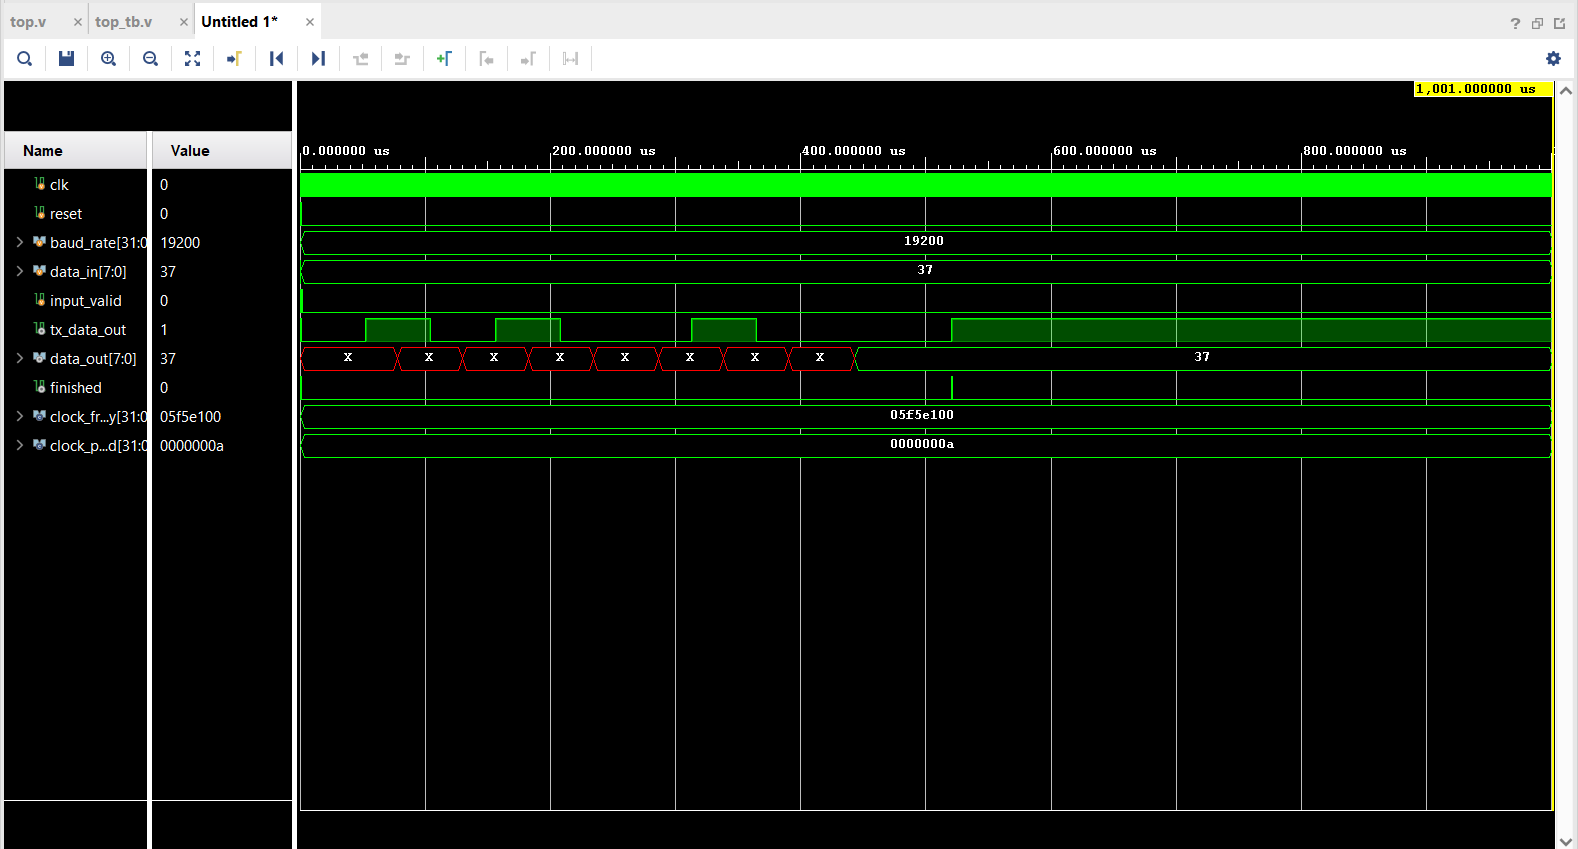 top.v × top_tb.v × Untitled 1* ×
?
1,001.000000 us
Name Value
0.000000 us 200.000000 us 400.000000 us 600.000000 us 800.000000 us
clk 0
reset 0
baud_rate[31:0 19200 19200
data_in[7:0] 37 37
input_valid 0
tx_data_out 1
data_out[7:0] 37 X X X X X X X X 37
finished 0
clock_fr...y[31:0 05f5e100 05f5e100
clock_p...d[31:0 0000000a 0000000a